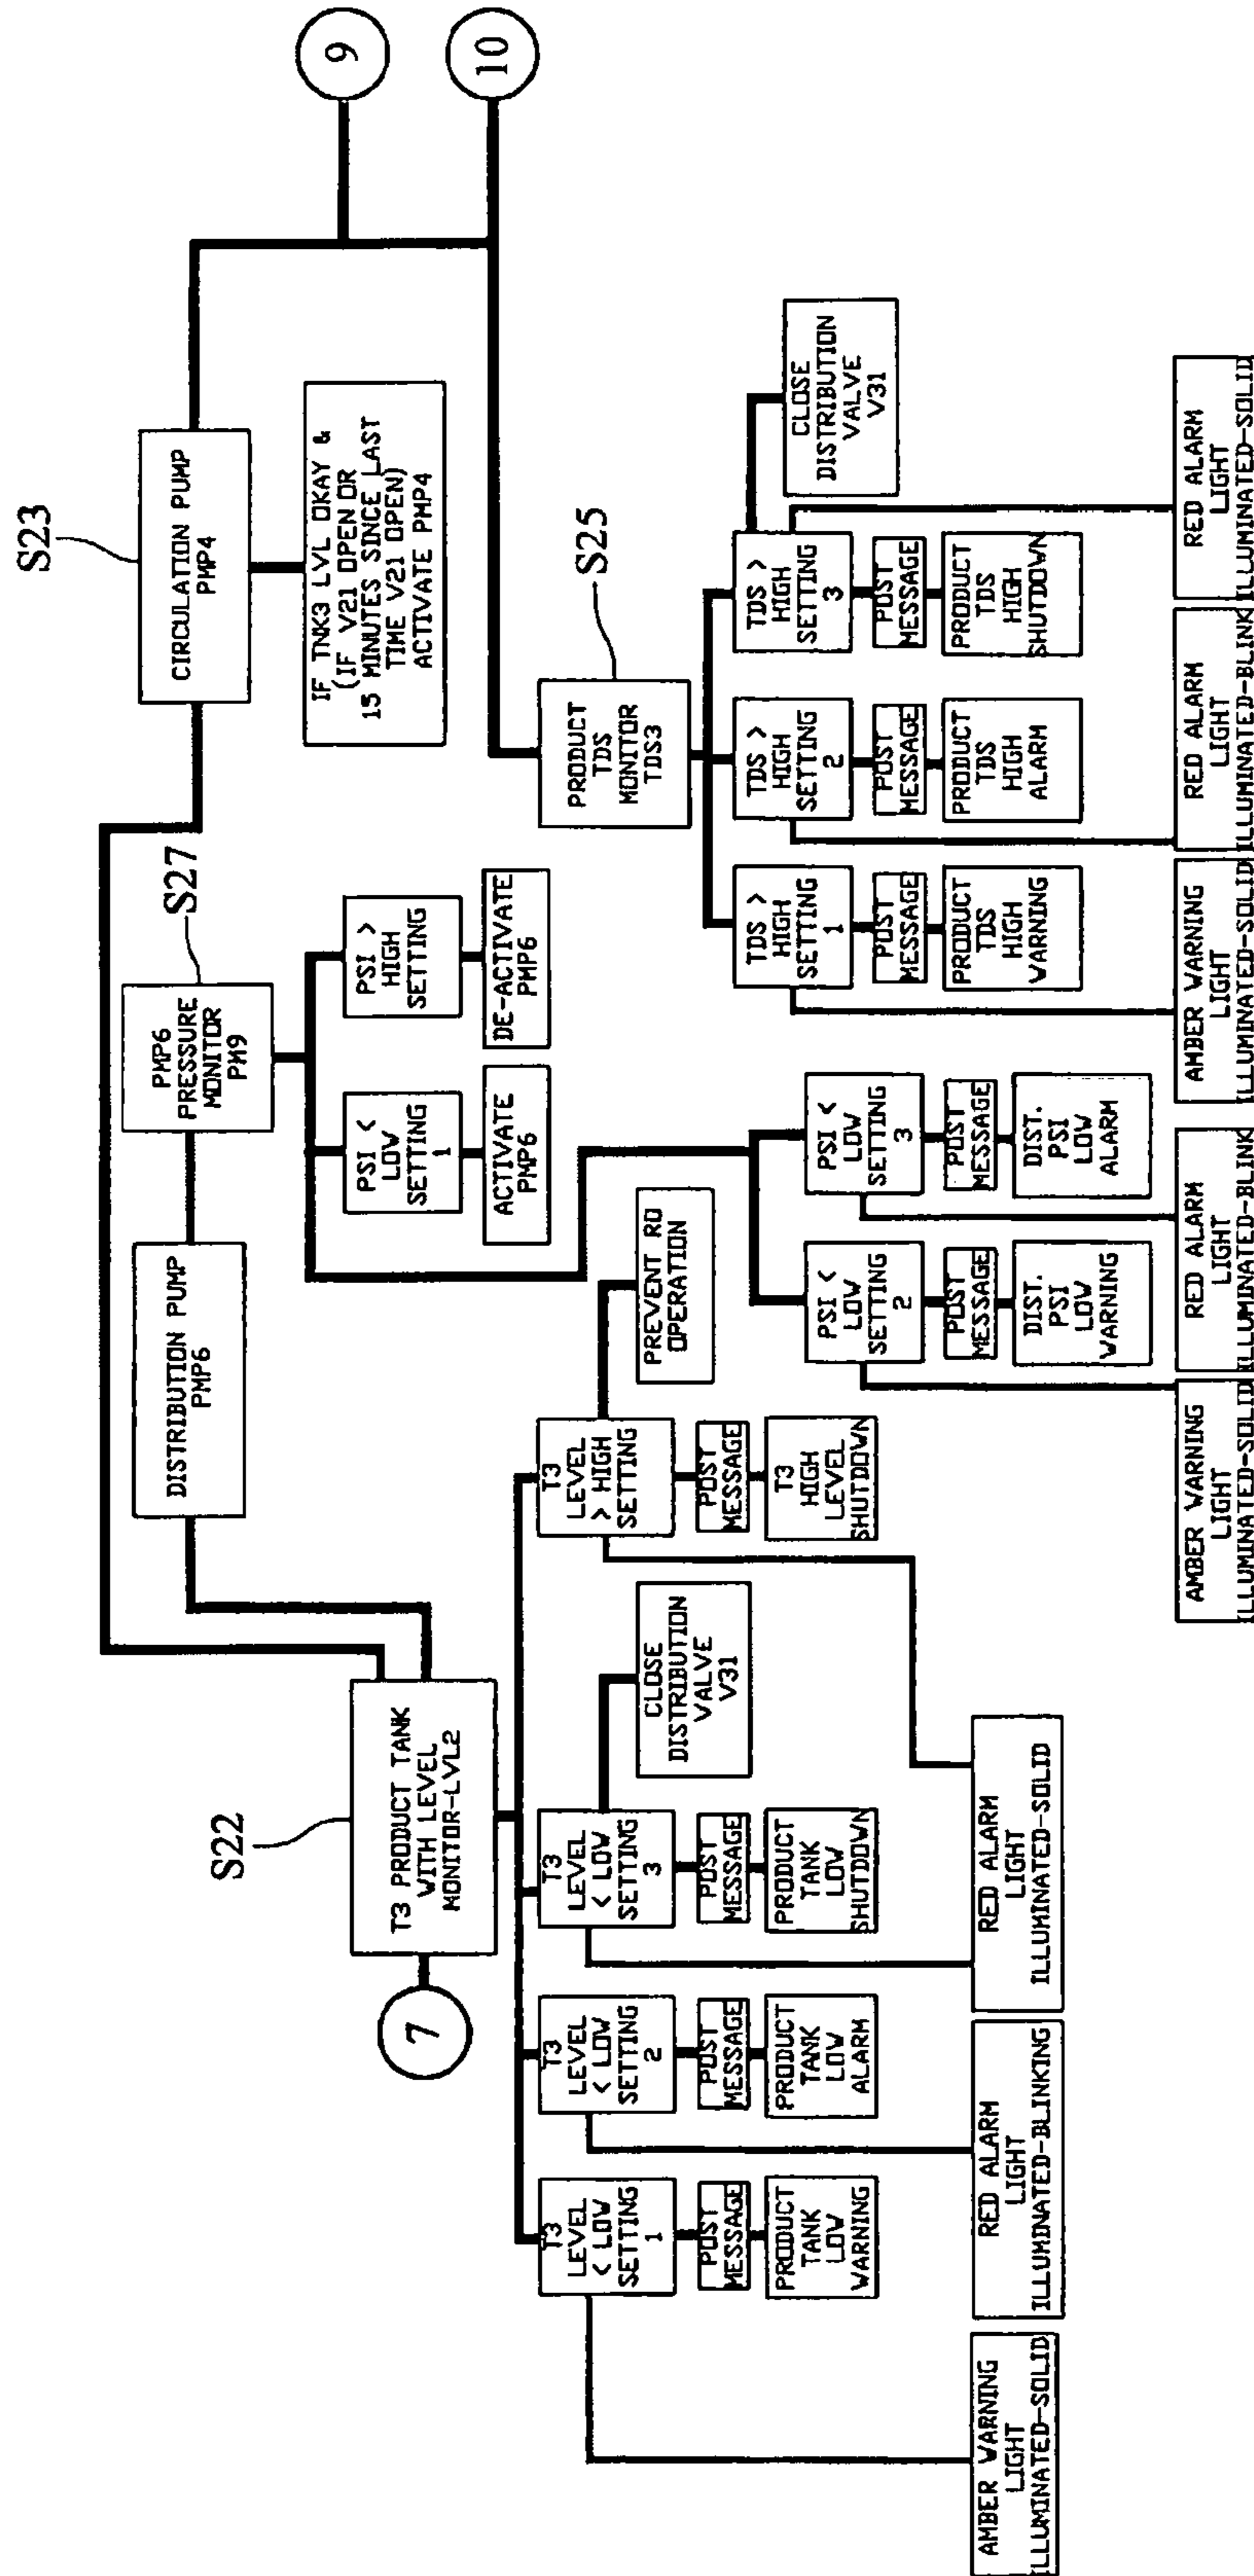 S23
CIRCULATION PUMP
PMP4
IF TNK3 LVL OKAY &
(IF V21 OPEN OR
15 MINUTES SINCE LAST
TIME V21 OPEN)
ACTIVATE PMP4
9
10
DISTRIBUTION PUMP
PMP6
PMP6
PRESSURE
MONITOR
PM9
S27
PSI <
LOW
SETTING
1
ACTIVATE
PMP6
PSI >
HIGH
SETTING
DE-ACTIVATE
PMP6
S22
T3 PRODUCT TANK
WITH LEVEL
MONITOR-LVL2
7
T3
LEVEL
< LOW
SETTING
1
POST
MESSAGE
PRODUCT
TANK
LOW
WARNING
T3
LEVEL
< LOW
SETTING
2
POST
MESSAGE
PRODUCT
TANK
LOW
ALARM
T3
LEVEL
< LOW
SETTING
3
POST
MESSAGE
PRODUCT
TANK
LOW
SHUTDOWN
CLOSE
DISTRIBUTION
VALVE
V31
T3
LEVEL
> HIGH
SETTING
POST
MESSAGE
T3
HIGH
LEVEL
SHUTDOWN
PREVENT RO
OPERATION
AMBER WARNING
LIGHT
ILLUMINATED-SOLID
RED ALARM
LIGHT
ILLUMINATED-BLINKING
RED ALARM
LIGHT
ILLUMINATED-SOLID
PSI <
LOW
SETTING
2
POST
MESSAGE
DIST.
PSI
LOW
WARNING
PSI <
LOW
SETTING
3
POST
MESSAGE
DIST.
PSI
LOW
ALARM
AMBER WARNING
LIGHT
ILLUMINATED-SOLID
RED ALARM
LIGHT
ILLUMINATED-BLINK
S25
PRODUCT
TDS
MONITOR
TDS3
TDS >
HIGH
SETTING
1
POST
MESSAGE
PRODUCT
TDS
HIGH
WARNING
TDS >
HIGH
SETTING
2
POST
MESSAGE
PRODUCT
TDS
HIGH
ALARM
TDS >
HIGH
SETTING
3
POST
MESSAGE
PRODUCT
TDS
HIGH
SHUTDOWN
CLOSE
DISTRIBUTION
VALVE
V31
AMBER WARNING
LIGHT
ILLUMINATED-SOLID
RED ALARM
LIGHT
ILLUMINATED-BLINK
RED ALARM
LIGHT
ILLUMINATED-SOLID